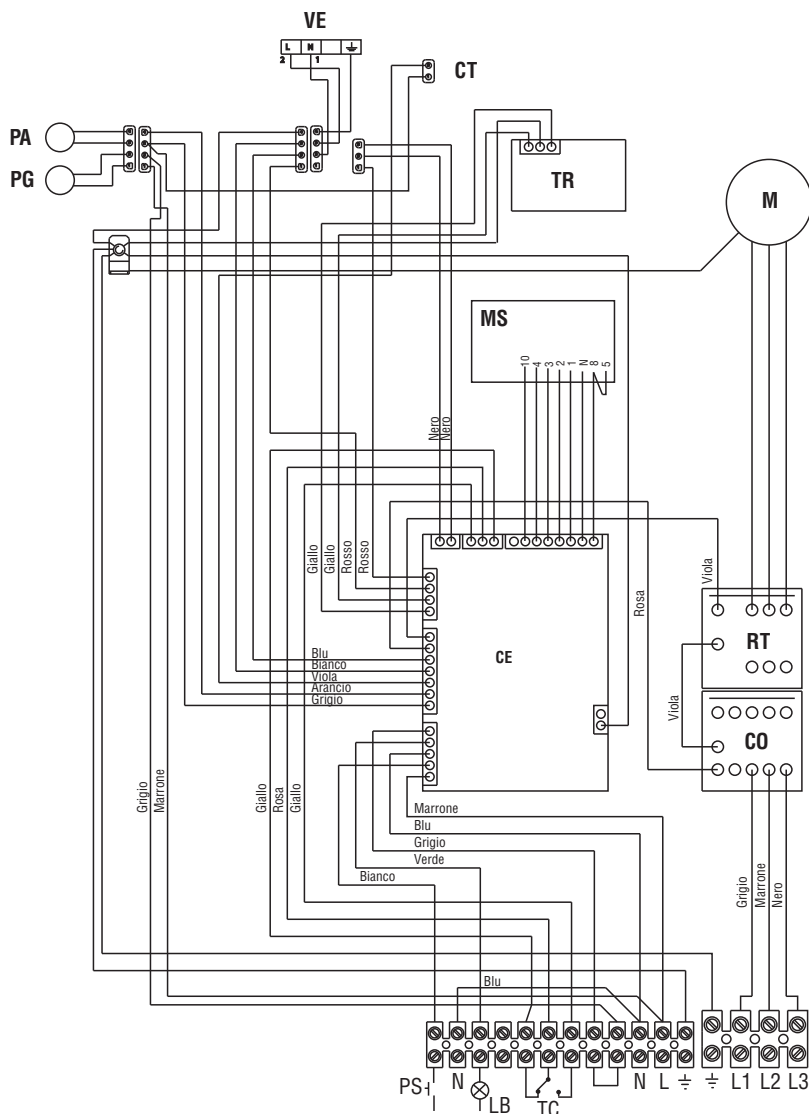 VE
L N
2 1
CT
PA
PG
TR
M
MS
10 4 3 2 1 N 8 5
Nero
Nero
Giallo
Giallo
Rosso
Rosso
Viola
Rosa
RT
Blu
Bianco
Viola
Arancio
Grigio
CE
Viola
CO
Grigio
Marrone
Giallo
Rosa
Giallo
Marrone
Blu
Grigio
Verde
Bianco
Grigio
Marrone
Nero
Blu
PS N LB TC N L L1 L2 L3